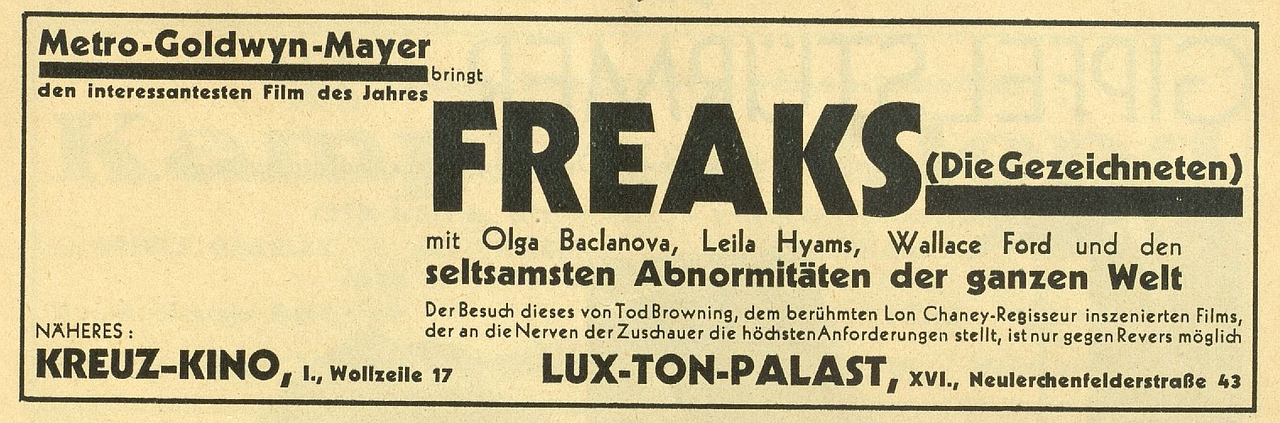 Metro-Goldwyn-Mayer
bringt
den interessantesten Film des Jahres
FREAKS (Die Gezeichneten)
mit Olga Baclanova, Leila Hyams, Wallace Ford und den
seltsamsten Abnormitäten der ganzen Welt
Der Besuch dieses von Tod Browning, dem berühmten Lon Chaney-Regisseur inszenierten Films,
der an die Nerven der Zuschauer die höchsten Anforderungen stellt, ist nur gegen Revers möglich
NÄHERES:
KREUZ-KINO, I., Wollzeile 17
LUX-TON-PALAST, XVI., Neulerchenfelderstraße 43